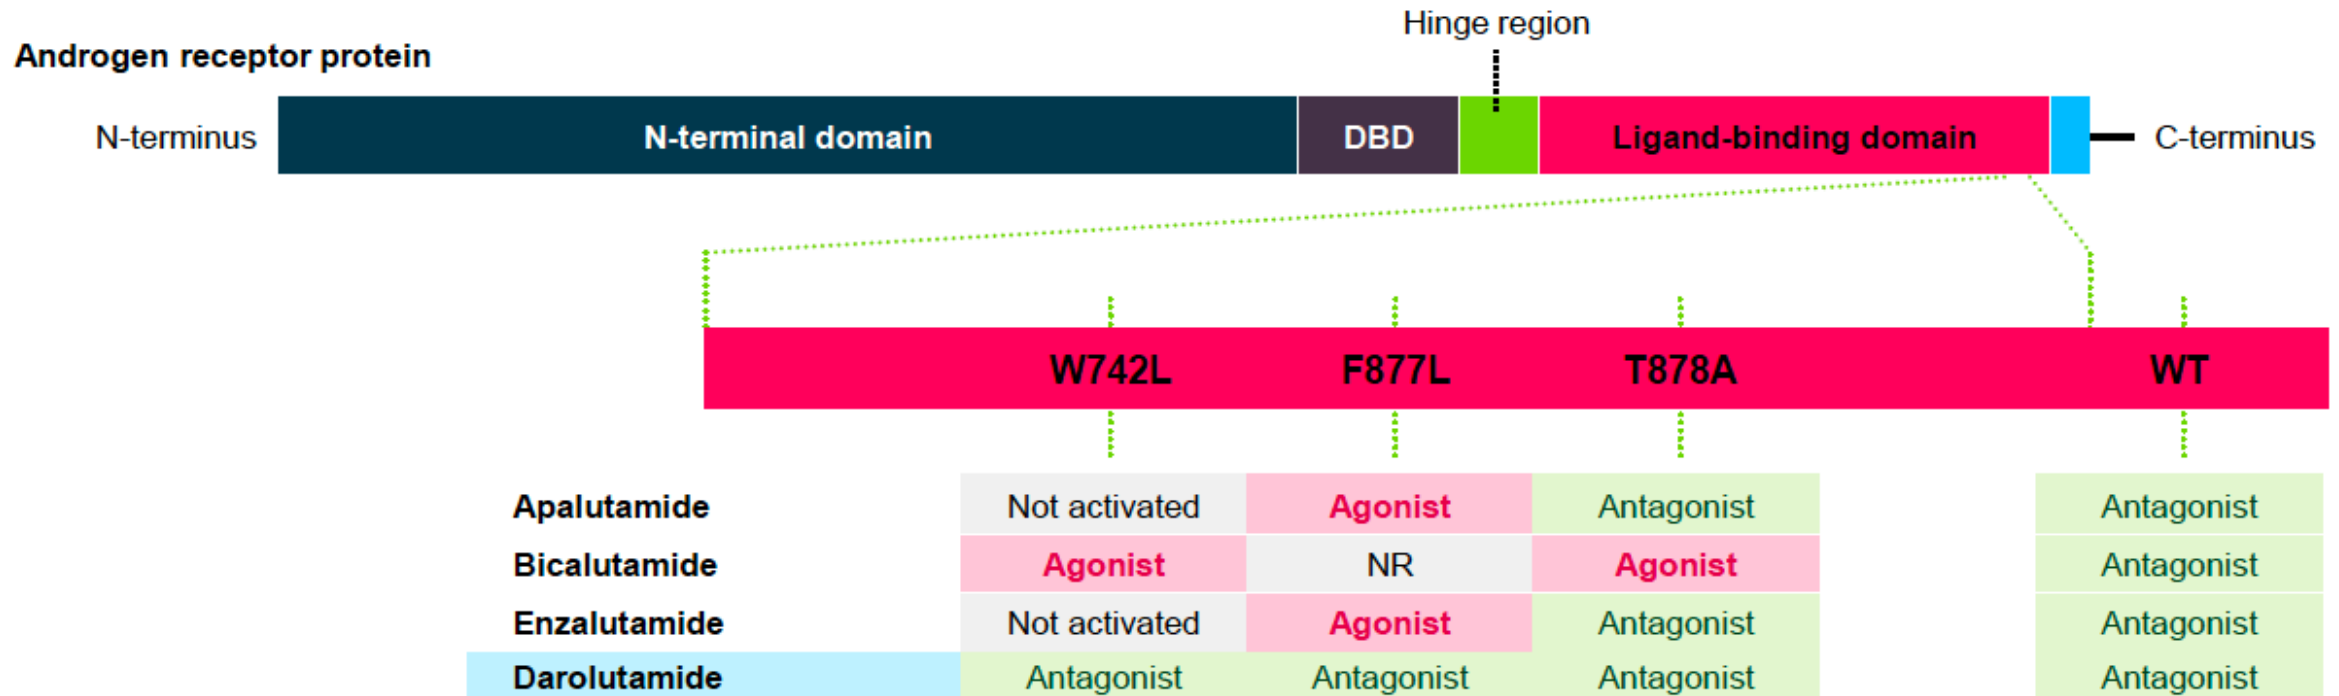 Hinge region
Androgen receptor protein
N-terminus N-terminal domain DBD Ligand-binding domain C-terminus
W742L F877L T878A WT
Apalutamide Not activated Agonist Antagonist Antagonist
Bicalutamide Agonist NR Agonist Antagonist
Enzalutamide Not activated Agonist Antagonist Antagonist
Darolutamide Antagonist Antagonist Antagonist Antagonist